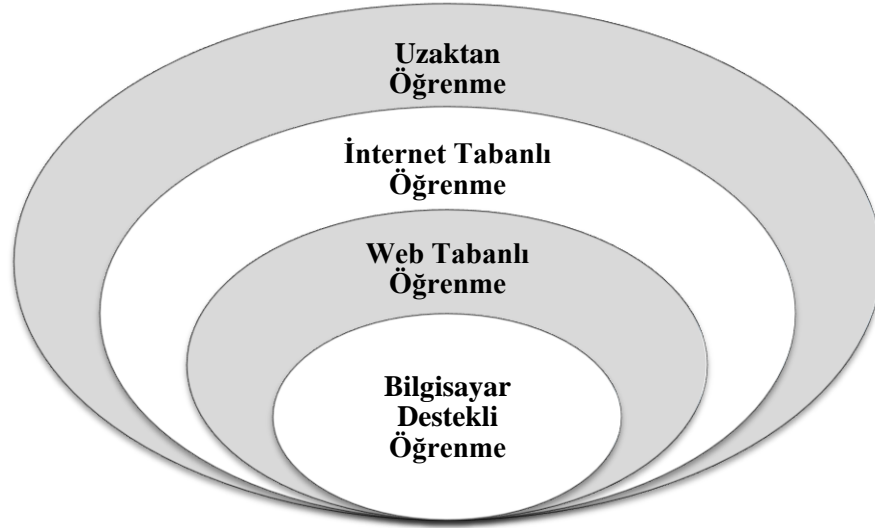 Uzaktan
Öğrenme
İnternet Tabanlı
Öğrenme
Web Tabanlı
Öğrenme
Bilgisayar
Destekli
Öğrenme